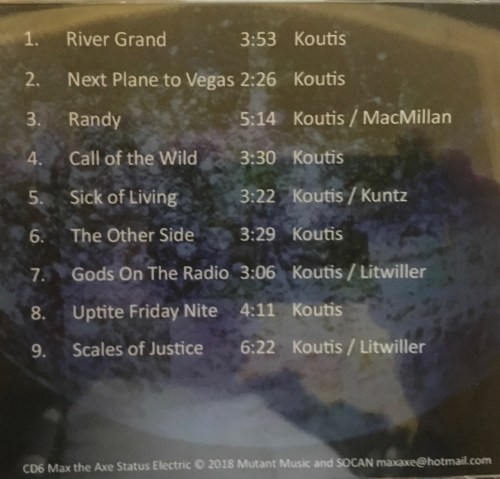 1. River Grand 3:53 Koutis
2. Next Plane to Vegas 2:26 Koutis
3. Randy 5:14 Koutis / MacMillan
4. Call of the Wild 3:30 Koutis
5. Sick of Living 3:22 Koutis / Kuntz
6. The Other Side 3:29 Koutis
7. Gods On The Radio 3:06 Koutis / Litwiller
8. Uptite Friday Nite 4:11 Koutis
9. Scales of Justice 6:22 Koutis / Litwiller
CD6 Max the Axe Status Electric © 2018 Mutant Music and SOCAN maxaxe@hotmail.com